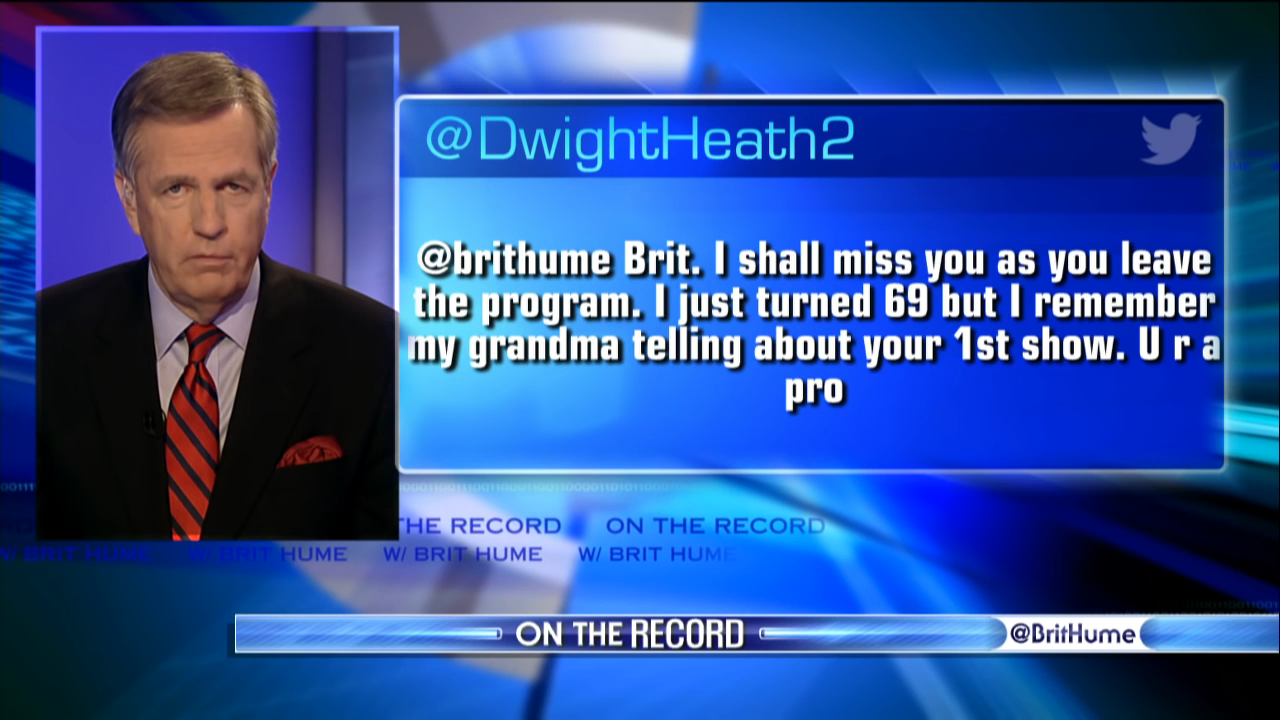 @DwightHeath2
@brithume Brit. I shall miss you as you leave
the program. I just turned 69 but I remember
my grandma telling about your 1st show. U r a
pro
THE RECORD ON THE RECORD
W/ BRIT HUME W/ BRIT HUME W/ BRIT HUME W/ BRIT HUME
ON THE RECORD
@BritHume